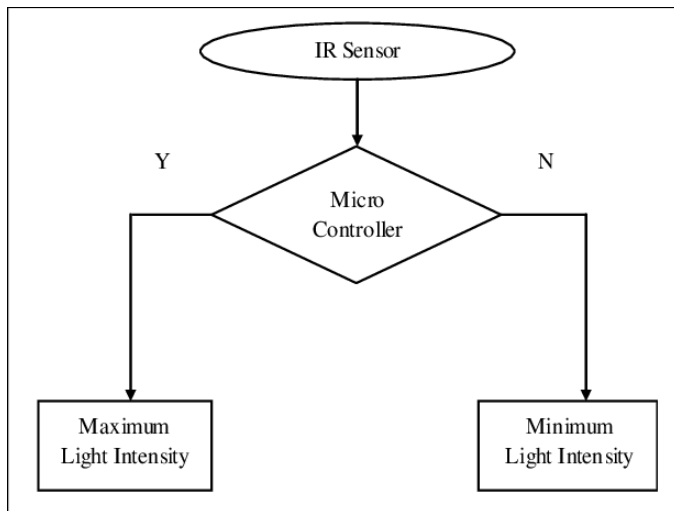 IR Sensor
Y
N
Micro
Controller
Maximum
Light Intensity
Minimum
Light Intensity